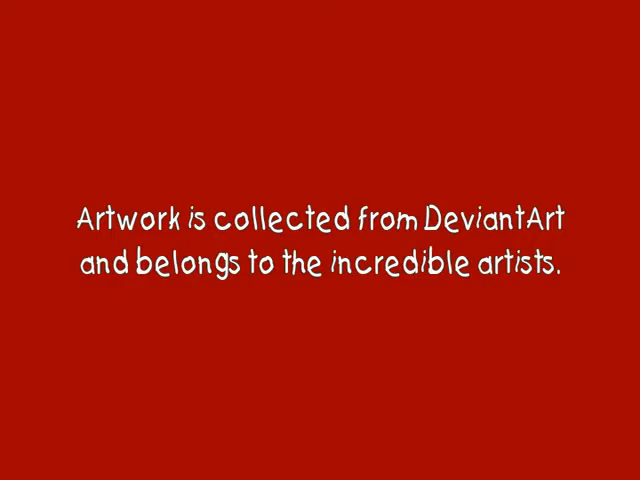 Artwork is collected from DeviantArt
and belongs to the incredible artists.